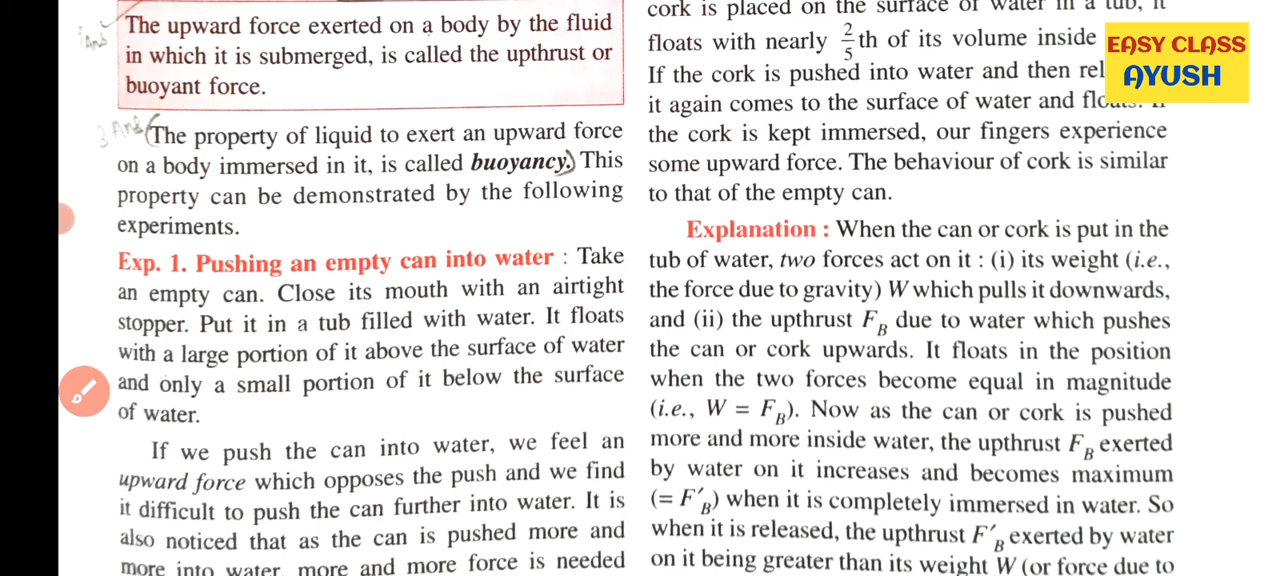 The upward force exerted on a body by the fluid
in which it is submerged, is called the upthrust or
buoyant force.
3 Ans (The property of liquid to exert an upward force
on a body immersed in it, is called buoyancy.) This
property can be demonstrated by the following
experiments.
Exp. 1. Pushing an empty can into water : Take
an empty can. Close its mouth with an airtight
stopper. Put it in a tub filled with water. It floats
with a large portion of it above the surface of water
and only a small portion of it below the surface
of water.
If we push the can into water, we feel an
upward force which opposes the push and we find
it difficult to push the can further into water. It is
also noticed that as the can is pushed more and
more into water, more and more force is needed
cork is placed on the surface of water in a tub, it
floats with nearly 2/5 th of its volume inside
If the cork is pushed into water and then rel
it again comes to the surface of water and
the cork is kept immersed, our fingers experience
some upward force. The behaviour of cork is similar
to that of the empty can.
Explanation : When the can or cork is put in the
tub of water, two forces act on it : (i) its weight (i.e.,
the force due to gravity) W which pulls it downwards,
and (ii) the upthrust F_B due to water which pushes
the can or cork upwards. It floats in the position
when the two forces become equal in magnitude
(i.e., W = F_B). Now as the can or cork is pushed
more and more inside water, the upthrust F_B exerted
by water on it increases and becomes maximum
(= F′_B) when it is completely immersed in water. So
when it is released, the upthrust F′_B exerted by water
on it being greater than its weight W (or force due to
EASY CLASS
AYUSH